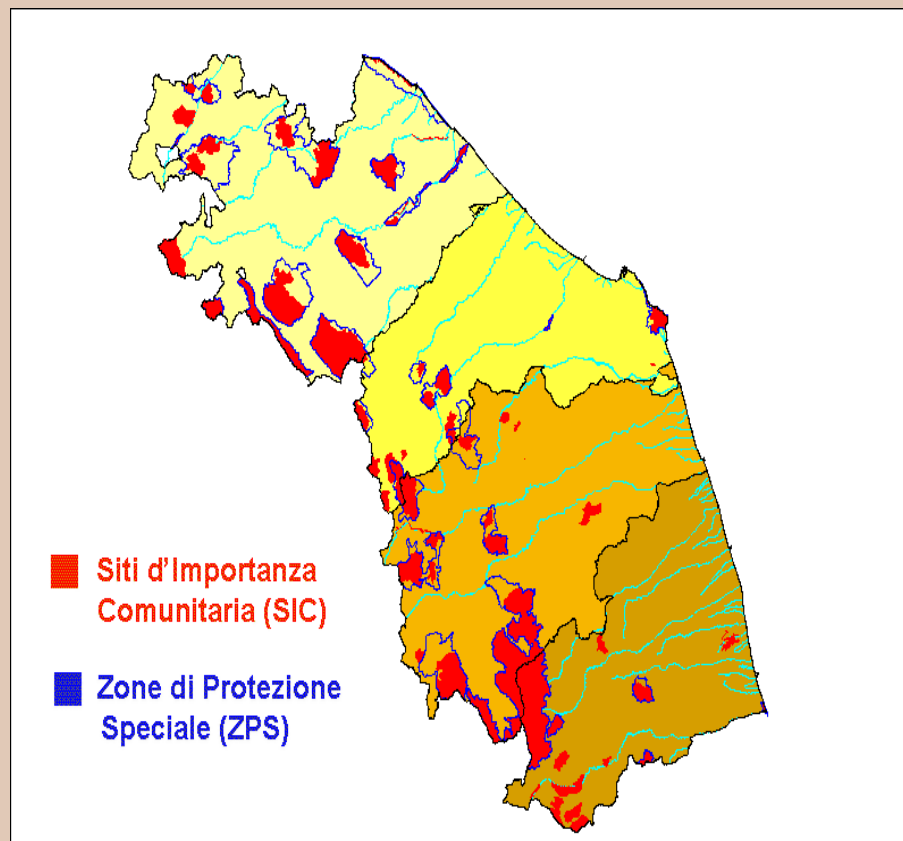 Siti d'Importanza
Comunitaria (SIC)
Zone di Protezione
Speciale (ZPS)